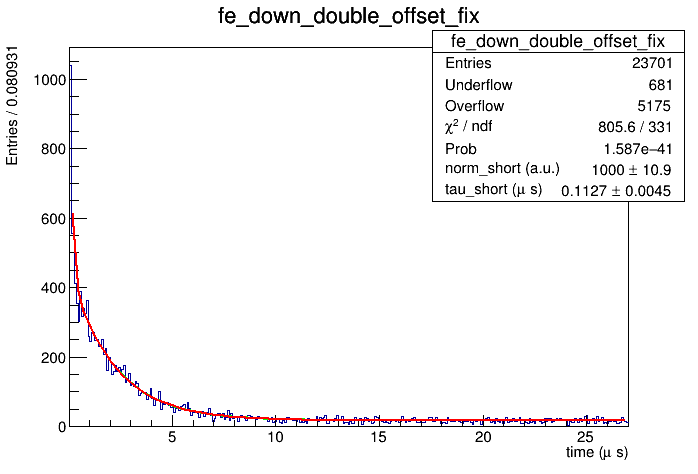 fe_down_double_offset_fix
fe_down_double_offset_fix
Entries 23701
Underflow 681
Overflow 5175
χ² / ndf 805.6 / 331
Prob 1.587e−41
norm_short (a.u.) 1000 ± 10.9
tau_short (μ s) 0.1127 ± 0.0045
Entries / 0.080931
1000
800
600
400
200
0
5 10 15 20 25
time (μ s)